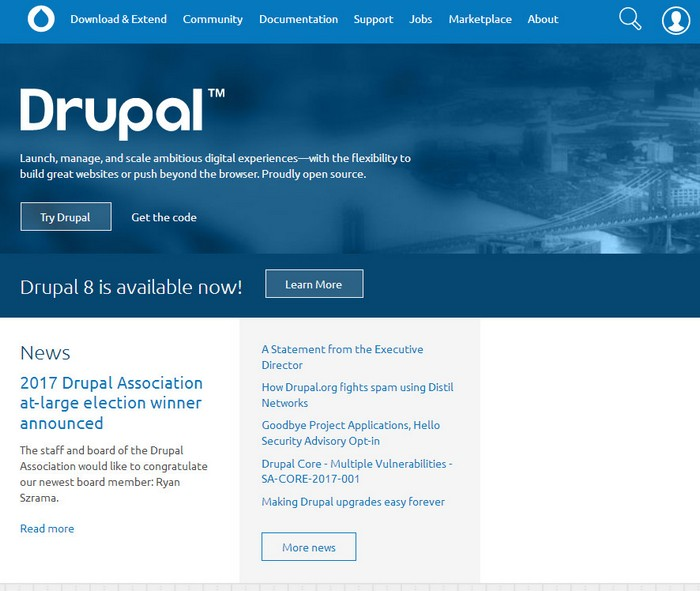 Download & Extend Community Documentation Support Jobs Marketplace About
Drupal™
Launch, manage, and scale ambitious digital experiences—with the flexibility to
build great websites or push beyond the browser. Proudly open source.
Try Drupal Get the code
Drupal 8 is available now! Learn More
News
2017 Drupal Association
at-large election winner
announced
The staff and board of the Drupal
Association would like to congratulate
our newest board member: Ryan
Szrama.
Read more
A Statement from the Executive
Director
How Drupal.org fights spam using Distil
Networks
Goodbye Project Applications, Hello
Security Advisory Opt-in
Drupal Core - Multiple Vulnerabilities -
SA-CORE-2017-001
Making Drupal upgrades easy forever
More news